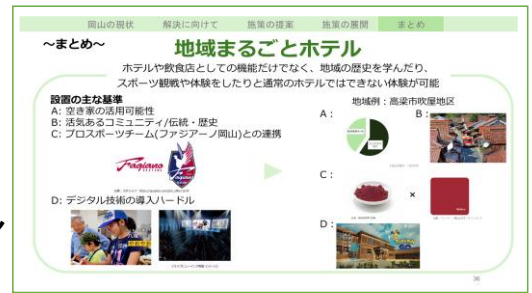 岡山の現状 解決に向けて 施策の提案 施策の展開 まとめ
～まとめ～
地域まるごとホテル
ホテルや飲食店としての機能だけでなく、地域の歴史を学んだり、
スポーツ観戦や体験をしたりと通常のホテルではできない体験が可能
設置の主な基準
A: 空き家の活用可能性
B: 活気あるコミュニティ/伝統・歴史
C: プロスポーツチーム(ファジアーノ岡山)との連携
Fagiano
D: デジタル技術の導入ハードル
地域例：高梁市吹屋地区
A：
B：
C：
×
D：
36